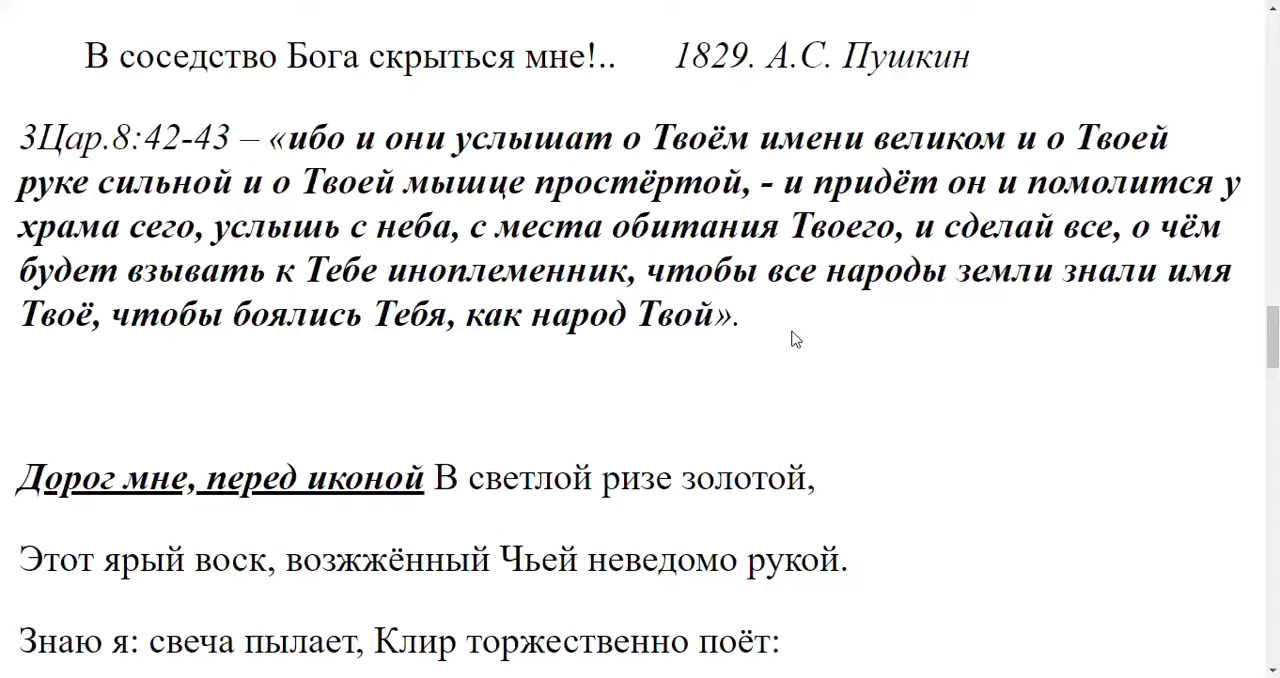 В соседство Бога скрыться мне!.. 1829. А.С. Пушкин
3Цар.8:42-43 – «ибо и они услышат о Твоём имени великом и о Твоей
руке сильной и о Твоей мышце простёртой, - и придёт он и помолится у
храма сего, услышь с неба, с места обитания Твоего, и сделай все, о чём
будет взывать к Тебе иноплеменник, чтобы все народы земли знали имя
Твоё, чтобы боялись Тебя, как народ Твой».
Дорог мне, перед иконой В светлой ризе золотой,
Этот ярый воск, возжжённый Чьей неведомо рукой.
Знаю я: свеча пылает, Клир торжественно поёт: